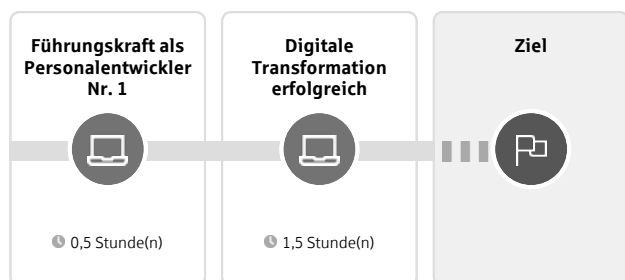 Führungskraft als
Personalentwickler
Nr. 1
0,5 Stunde(n)
Digitale
Transformation
erfolgreich
1,5 Stunde(n)
Ziel